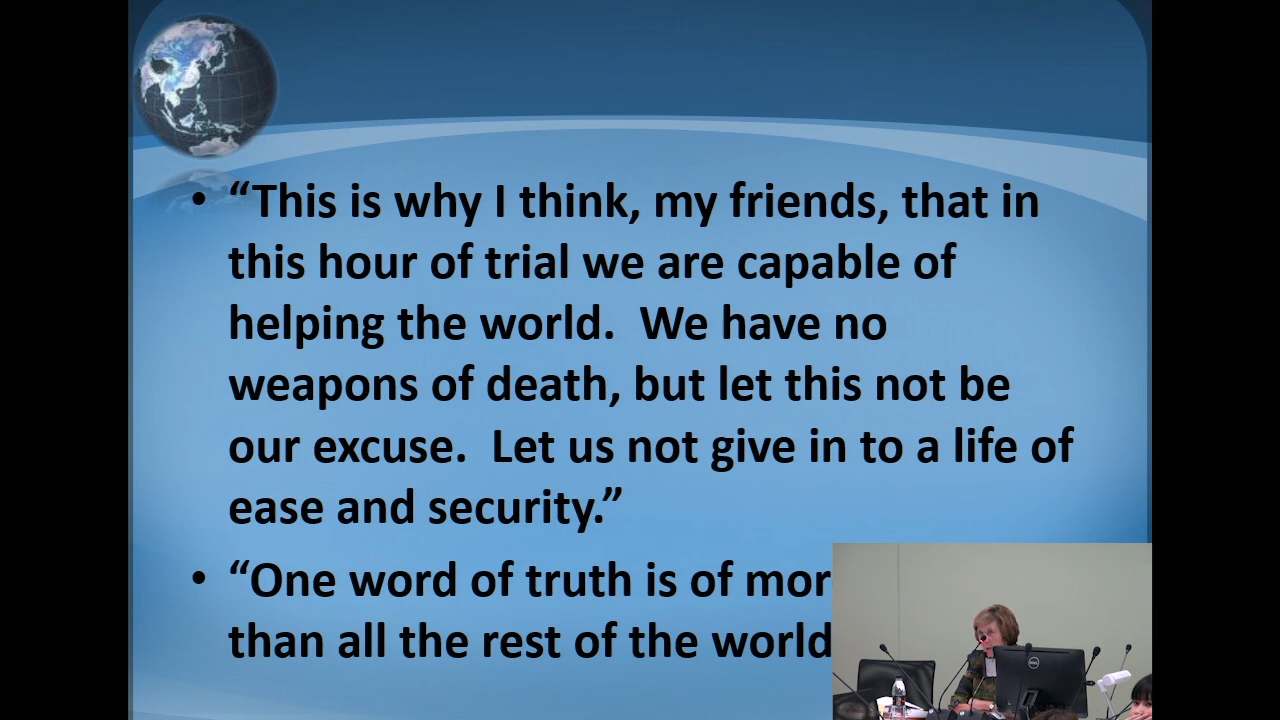 • “This is why I think, my friends, that in
this hour of trial we are capable of
helping the world.  We have no
weapons of death, but let this not be
our excuse.  Let us not give in to a life of
ease and security.”
• “One word of truth is of mor
than all the rest of the world